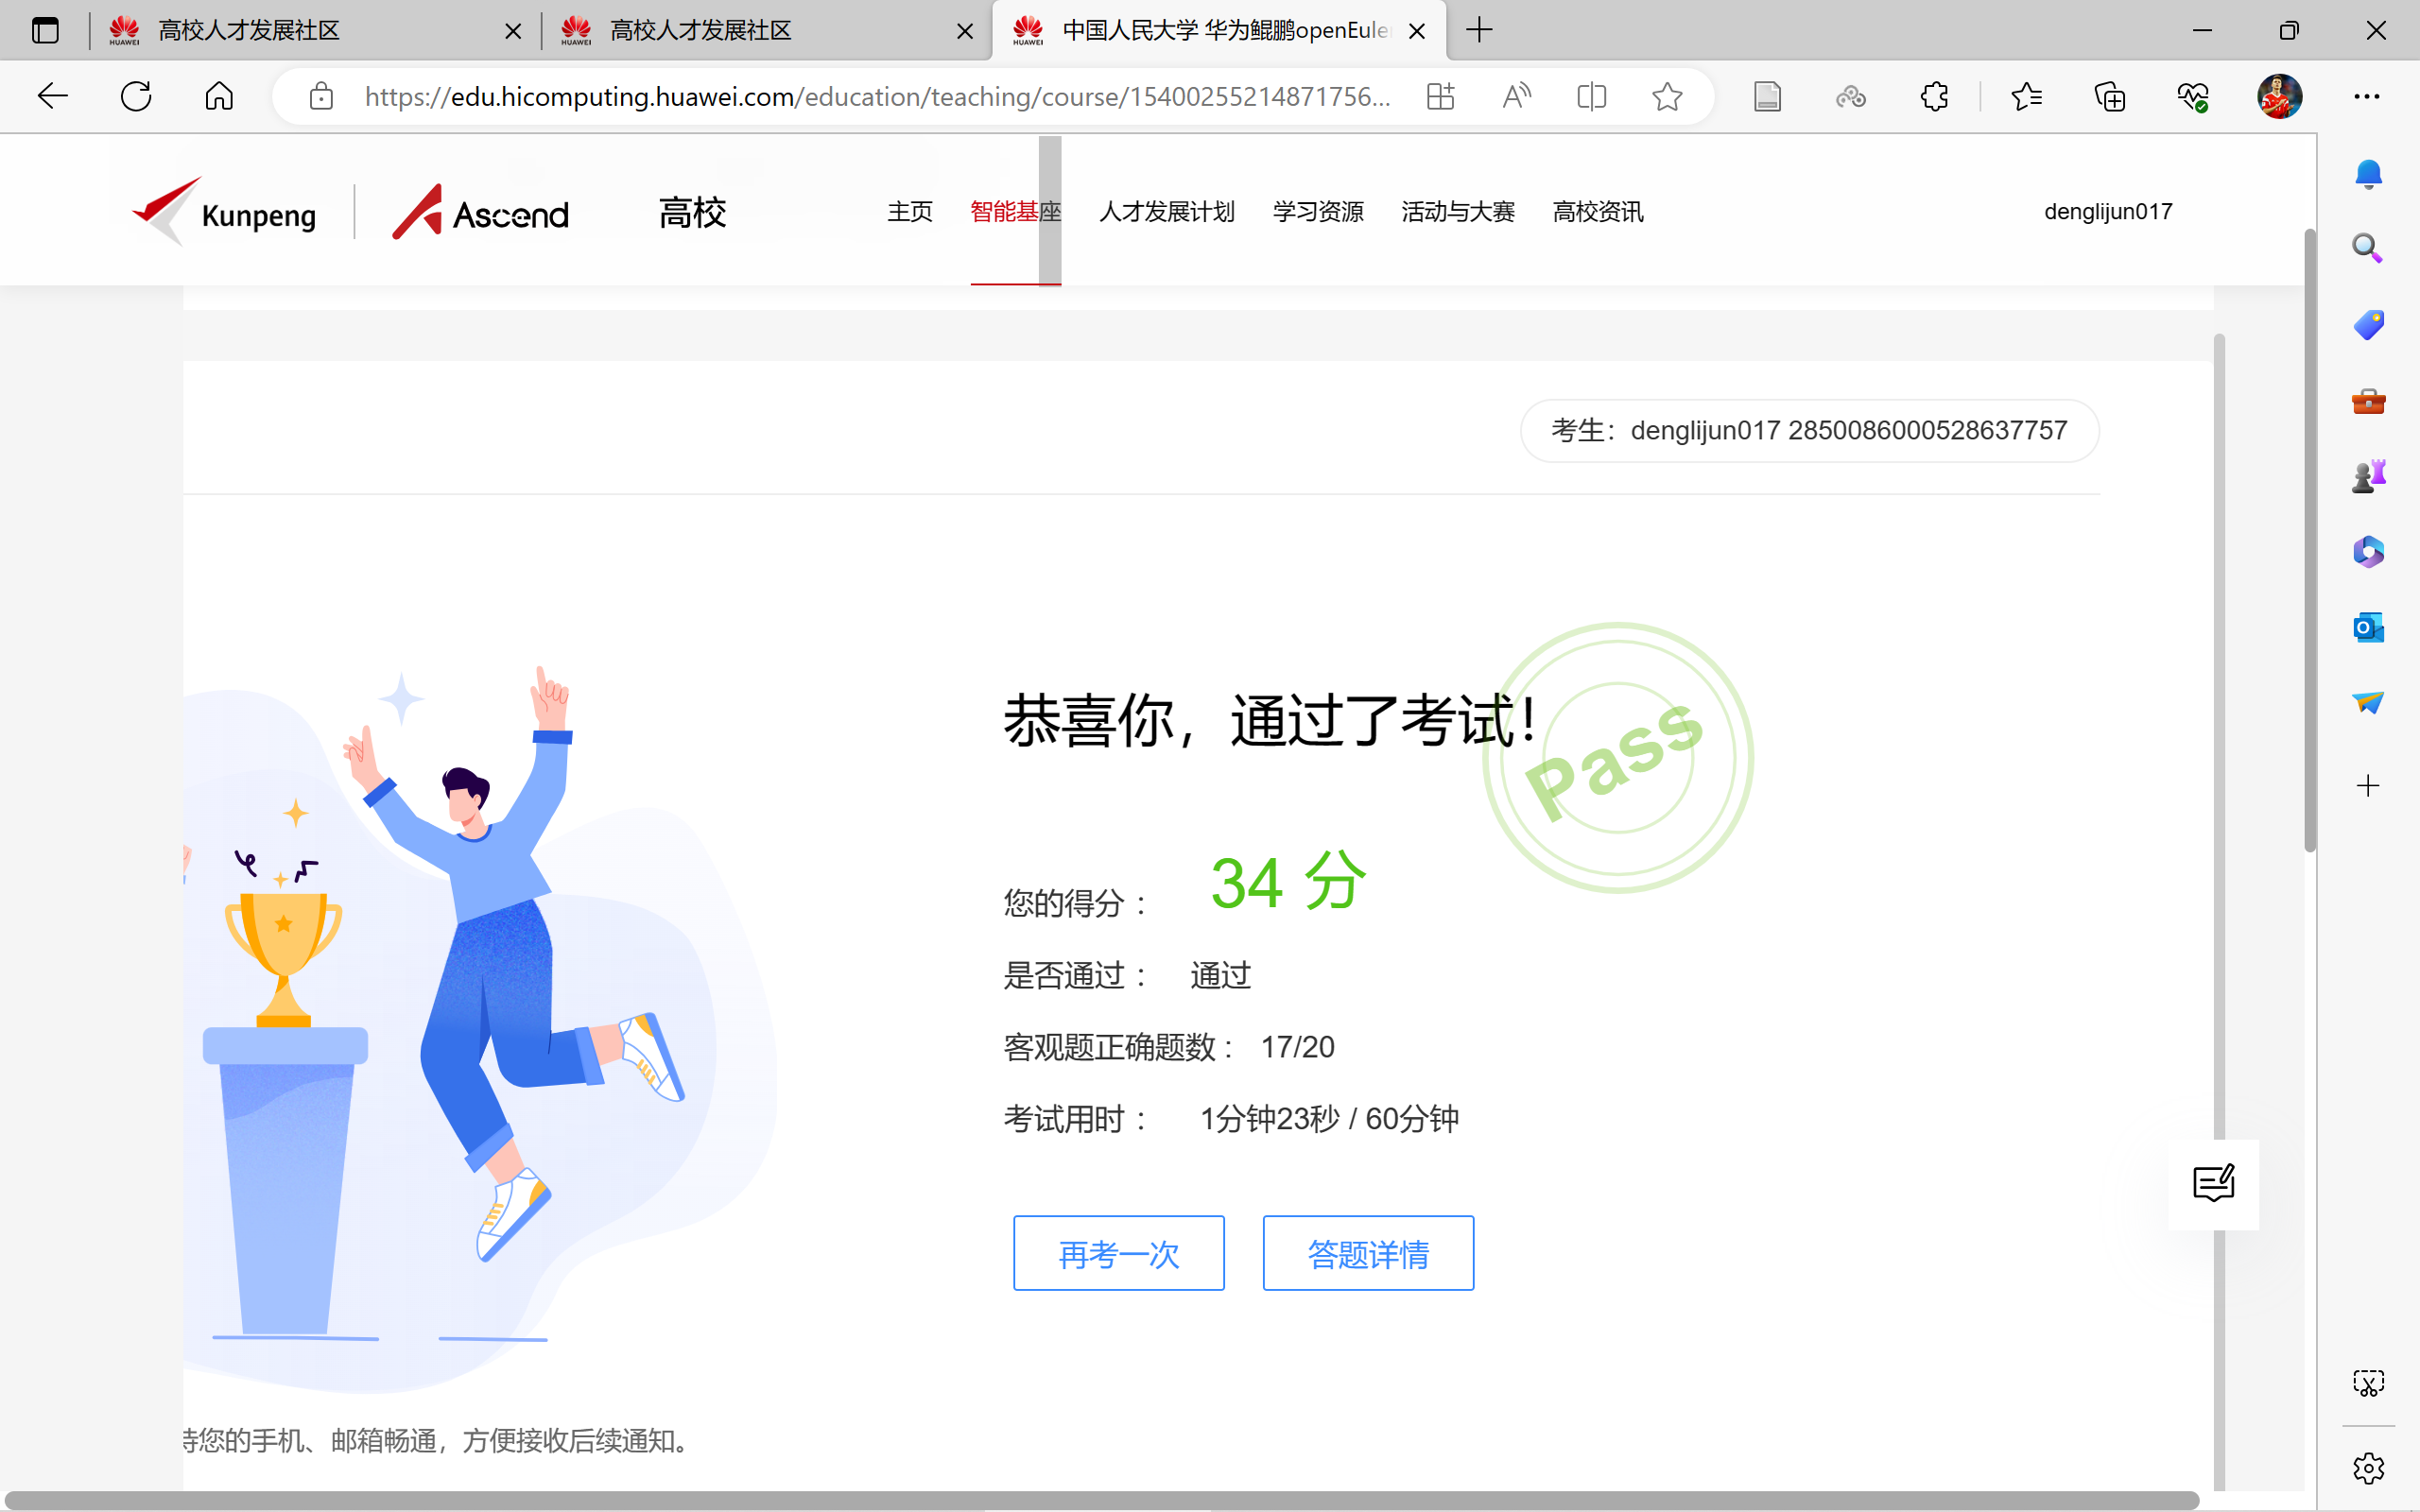 高校人才发展社区
高校人才发展社区
中国人民大学 华为鲲鹏openEuler
https://edu.hicomputing.huawei.com/education/teaching/course/15400255214871756...
Kunpeng
Ascend
高校
主页
智能基座
人才发展计划
学习资源
活动与大赛
高校资讯
denglijun017
考生：denglijun017 2850086000528637757
恭喜你，通过了考试！
Pass
您的得分： 34 分
是否通过： 通过
客观题正确题数： 17/20
考试用时： 1分钟23秒 / 60分钟
再考一次
答题详情
持您的手机、邮箱畅通，方便接收后续通知。